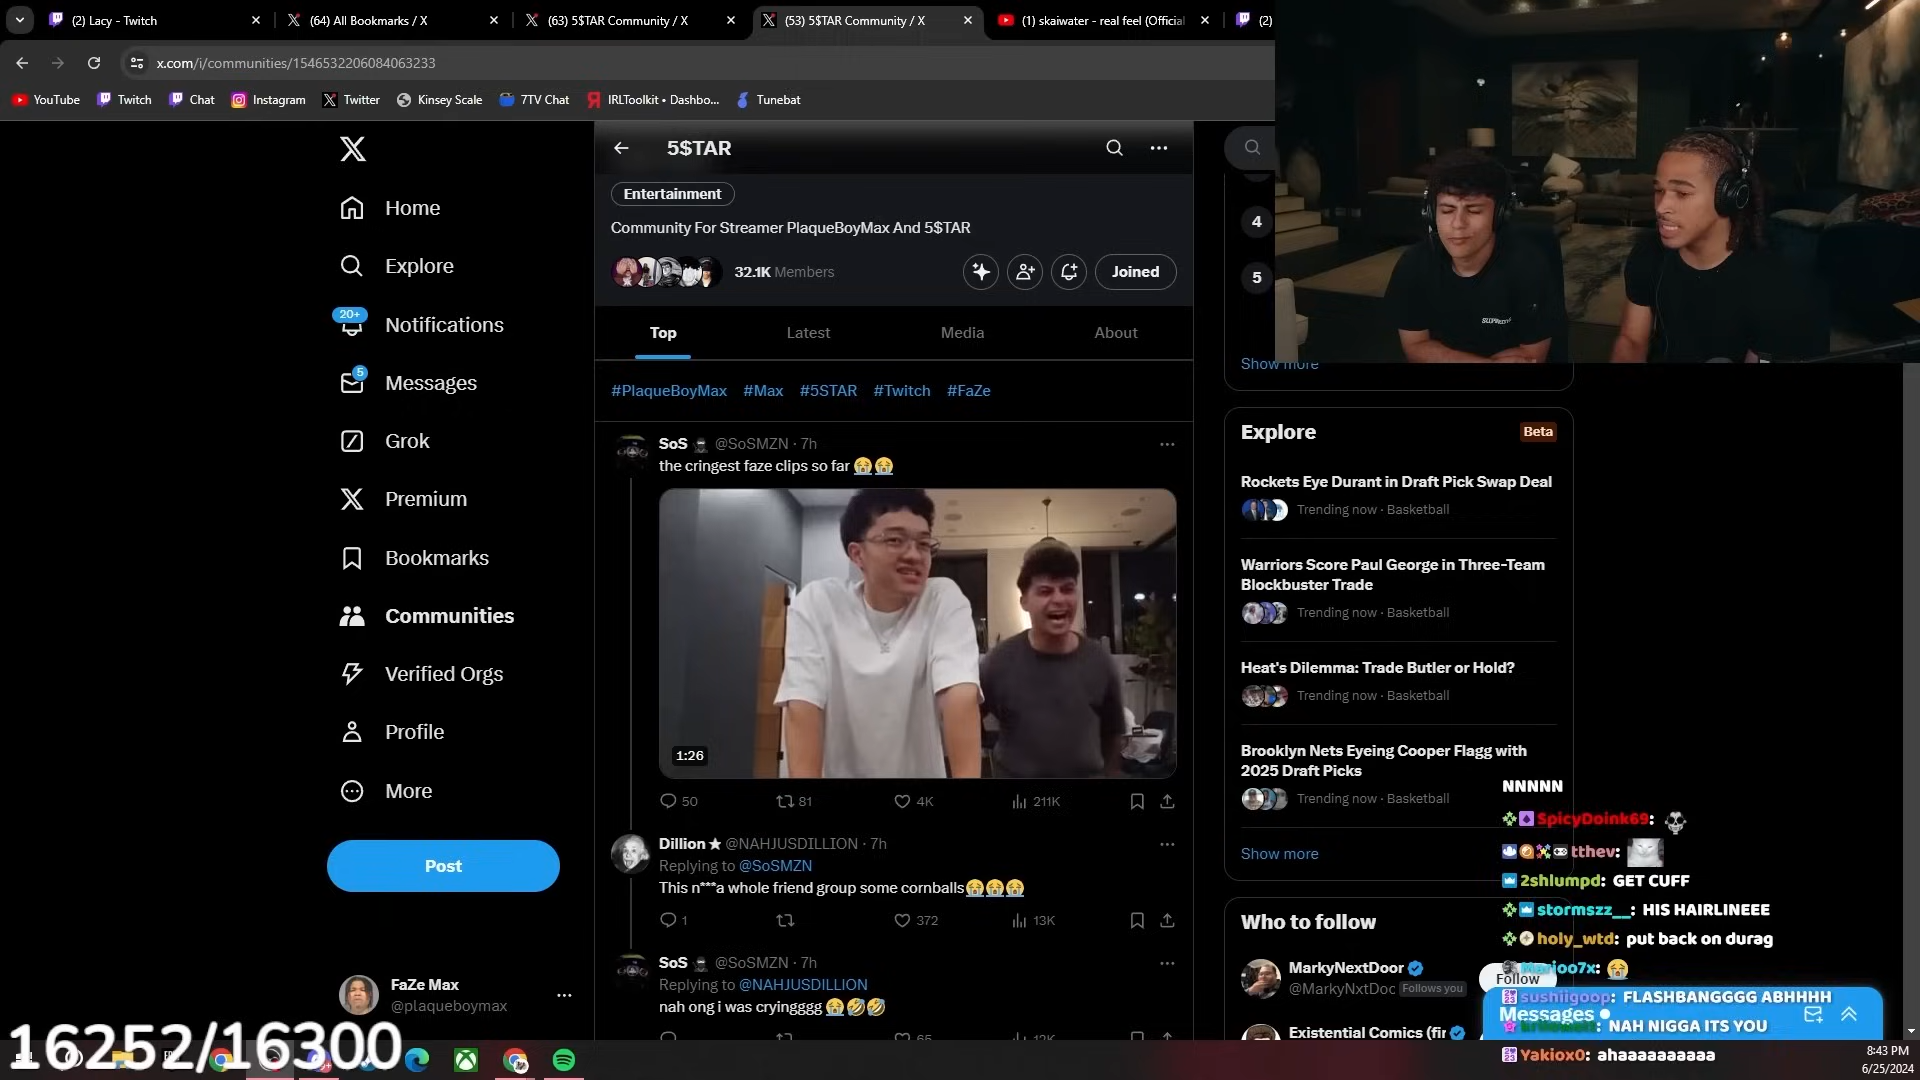 (2) Lacy - Twitch
(64) All Bookmarks / X
(63) 5$TAR Community / X
(53) 5$TAR Community / X
(1) skaiwater - real feel (Official
(2)
x.com/i/communities/1546532206084063233
YouTube
Twitch
Chat
Instagram
Twitter
Kinsey Scale
7TV Chat
IRLToolkit • Dashbo...
Tunebat
Home
Explore
20+
Notifications
5
Messages
Grok
Premium
Bookmarks
Communities
Verified Orgs
Profile
More
Post
FaZe Max
@plaqueboymax
16252/16300
5$TAR
Entertainment
Community For Streamer PlaqueBoyMax And 5$TAR
32.1K Members
Joined
Top
Latest
Media
About
#PlaqueBoyMax #Max #5STAR #Twitch #FaZe
SoS @SoSMZN · 7h
the cringest faze clips so far 😭😭
1:26
50
81
4K
211K
Dillion ★ @NAHJUSDILLION · 7h
Replying to @SoSMZN
This n***a whole friend group some cornballs😭😭😭
1
372
13K
SoS @SoSMZN · 7h
Replying to @NAHJUSDILLION
nah ong i was cryingggg 😭🤣🤣
4
5
Show more
Explore
Beta
Rockets Eye Durant in Draft Pick Swap Deal
Trending now · Basketball
Warriors Score Paul George in Three-Team
Blockbuster Trade
Trending now · Basketball
Heat's Dilemma: Trade Butler or Hold?
Trending now · Basketball
Brooklyn Nets Eyeing Cooper Flagg with
2025 Draft Picks
Trending now · Basketball
Show more
Who to follow
MarkyNextDoor
@MarkyNxtDoc
Follows you
Follow
Existential Comics (fir
Messages
NNNNN
SpicyDoink69:
tthev:
2shlumpd: GET CUFF
stormszz__: HIS HAIRLINEEE
holy_wtd: put back on durag
Marioo7x: 😭
sushiigoop: FLASHBANGGGG ABHHHH
NAH NIGGA ITS YOU
Yakiox0: ahaaaaaaaaaa
8:43 PM
6/25/2024